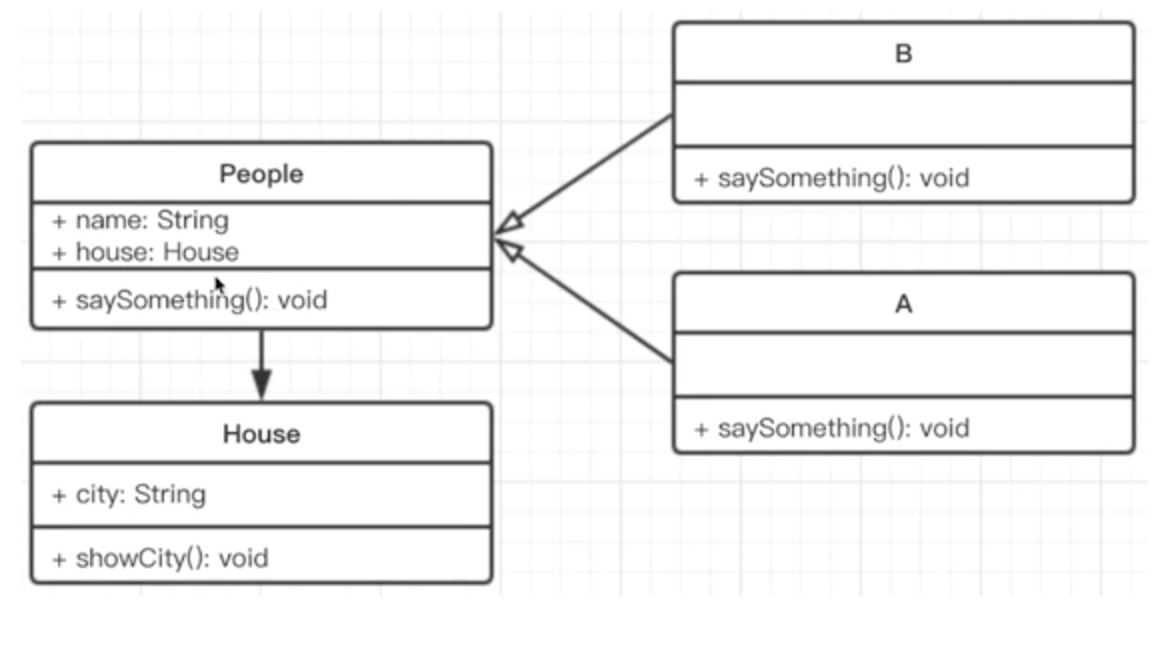 People
+ name: String
+ house: House
+ saySomething(): void
House
+ city: String
+ showCity(): void
B
+ saySomething(): void
A
+ saySomething(): void